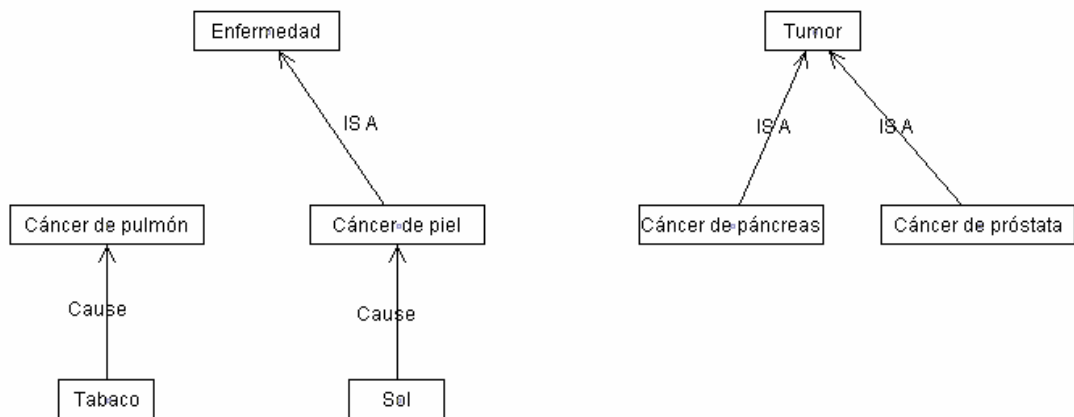 Enfermedad
Tumor
IS A
IS A
IS A
Cáncer de pulmón
Cáncer de piel
Cáncer de páncreas
Cáncer de próstata
Cause
Cause
Tabaco
Sol